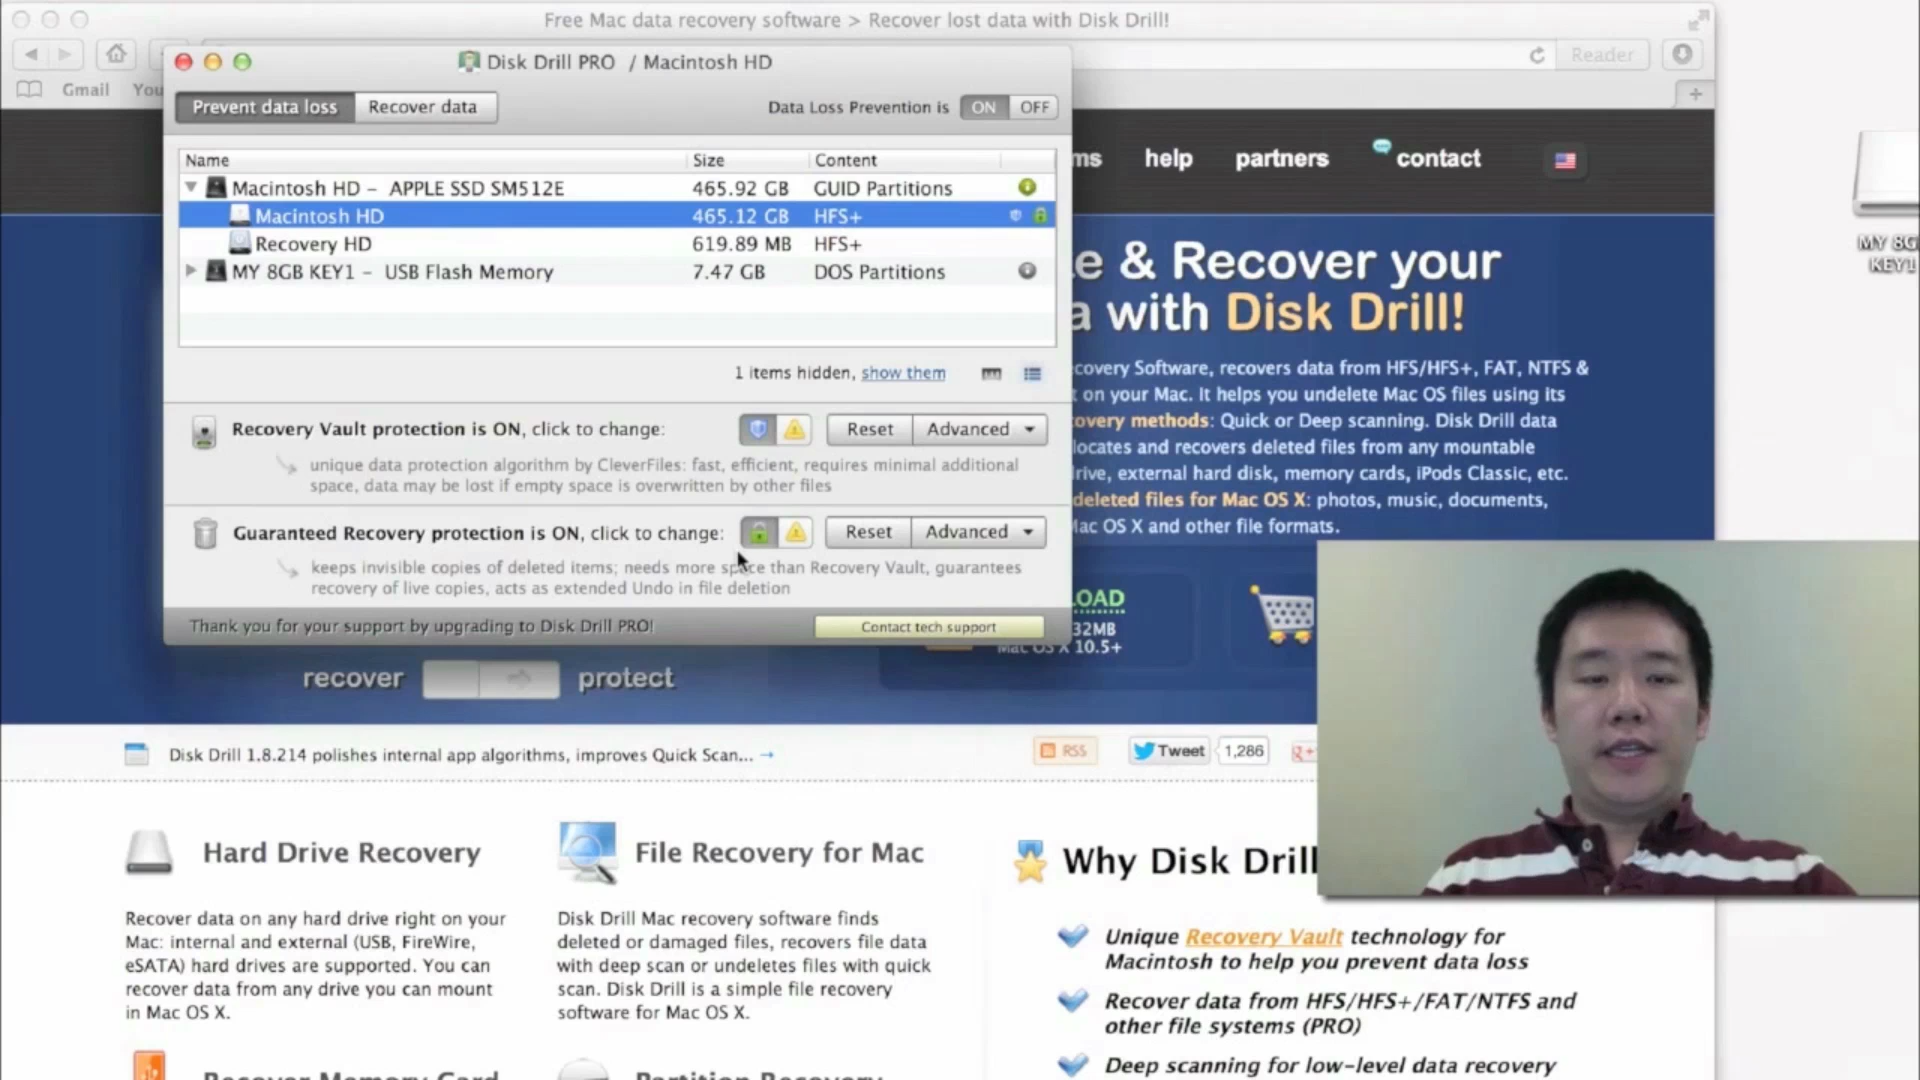 Free Mac data recovery software > Recover lost data with Disk Drill!
Reader
Gmail
You
Disk Drill PRO / Macintosh HD
Prevent data loss
Recover data
Data Loss Prevention is
ON
OFF
Name
Size
Content
Macintosh HD – APPLE SSD SM512E
465.92 GB
GUID Partitions
Macintosh HD
465.12 GB
HFS+
Recovery HD
619.89 MB
HFS+
MY 8GB KEY1 – USB Flash Memory
7.47 GB
DOS Partitions
1 items hidden, show them
Recovery Vault protection is ON, click to change:
Reset
Advanced
unique data protection algorithm by CleverFiles: fast, efficient, requires minimal additional
space, data may be lost if empty space is overwritten by other files
Guaranteed Recovery protection is ON, click to change:
Reset
Advanced
keeps invisible copies of deleted items; needs more space than Recovery Vault, guarantees
recovery of live copies, acts as extended Undo in file deletion
Thank you for your support by upgrading to Disk Drill PRO!
Contact tech support
ms
help
partners
contact
MY 8G
KEY1
e & Recover your
a with Disk Drill!
covery Software, recovers data from HFS/HFS+, FAT, NTFS &
t on your Mac. It helps you undelete Mac OS files using its
overy methods: Quick or Deep scanning. Disk Drill data
locates and recovers deleted files from any mountable
rive, external hard disk, memory cards, iPods Classic, etc.
deleted files for Mac OS X: photos, music, documents,
Mac OS X and other file formats.
LOAD
32MB
Mac OS X 10.5+
recover
protect
Disk Drill 1.8.214 polishes internal app algorithms, improves Quick Scan... →
RSS
Tweet
1,286
g+
Hard Drive Recovery
Recover data on any hard drive right on your
Mac: internal and external (USB, FireWire,
eSATA) hard drives are supported. You can
recover data from any drive you can mount
in Mac OS X.
File Recovery for Mac
Disk Drill Mac recovery software finds
deleted or damaged files, recovers file data
with deep scan or undeletes files with quick
scan. Disk Drill is a simple file recovery
software for Mac OS X.
Why Disk Drill
Unique Recovery Vault technology for
Macintosh to help you prevent data loss
Recover data from HFS/HFS+/FAT/NTFS and
other file systems (PRO)
Deep scanning for low-level data recovery
Recover Memory Card
Partition Recovery